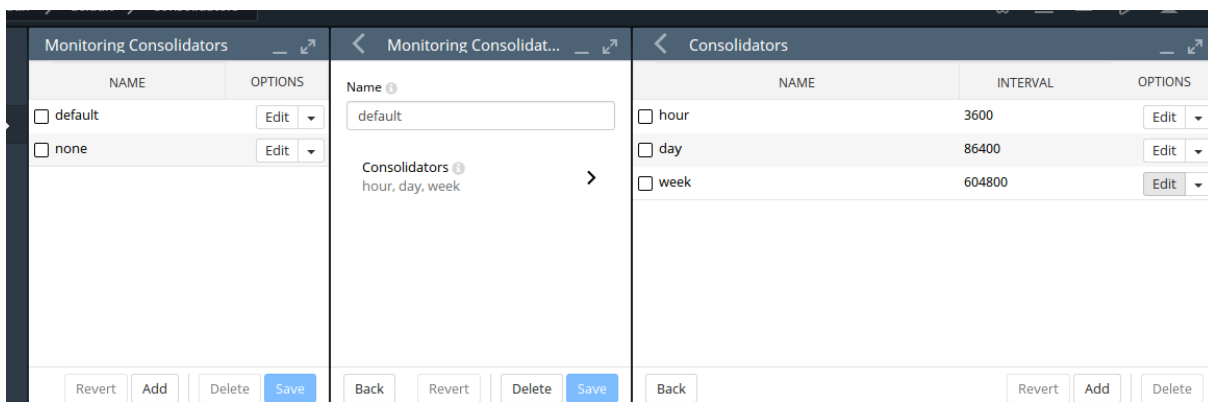 Monitoring Consolidators
NAME OPTIONS
default Edit
none Edit
Revert Add Delete Save
Monitoring Consolidat...
Name
default
Consolidators
hour, day, week
Back Revert Delete Save
Consolidators
NAME INTERVAL OPTIONS
hour 3600 Edit
day 86400 Edit
week 604800 Edit
Back Revert Add Delete